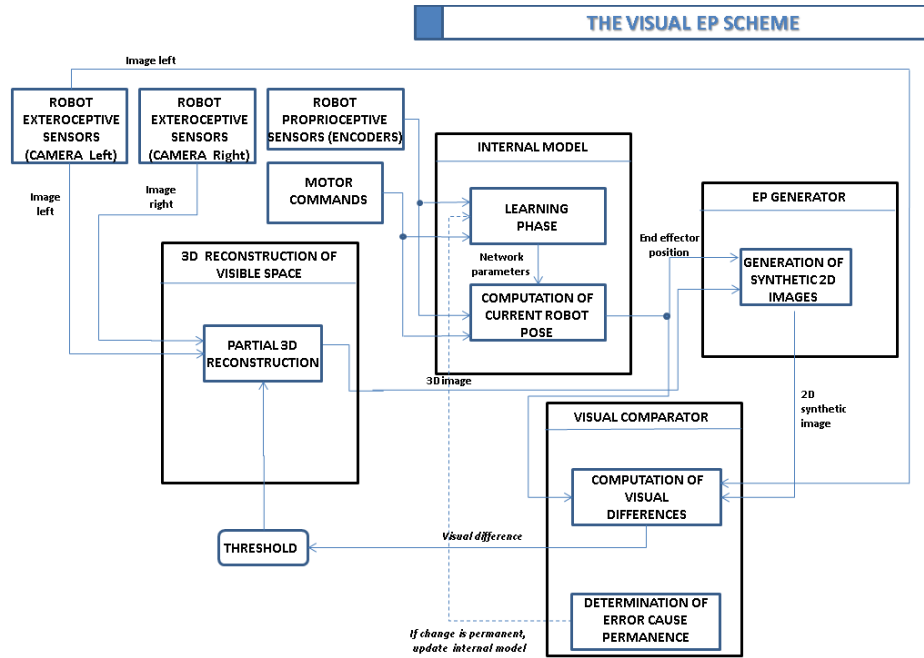 THE VISUAL EP SCHEME
Image left
ROBOT
EXTEROCEPTIVE
SENSORS
(CAMERA Left)
ROBOT
EXTEROCEPTIVE
SENSORS
(CAMERA Right)
ROBOT
PROPRIOCEPTIVE
SENSORS (ENCODERS)
INTERNAL MODEL
Image
left
Image
right
MOTOR
COMMANDS
LEARNING
PHASE
EP GENERATOR
3D RECONSTRUCTION OF
VISIBLE SPACE
Network
parameters
End effector
position
GENERATION OF
SYNTHETIC 2D
IMAGES
COMPUTATION OF
CURRENT ROBOT
POSE
PARTIAL 3D
RECONSTRUCTION
3D image
2D
synthetic
image
VISUAL COMPARATOR
COMPUTATION OF
VISUAL
DIFFERENCES
THRESHOLD
Visual difference
DETERMINATION OF
ERROR CAUSE
PERMANENCE
If change is permanent,
update internal model